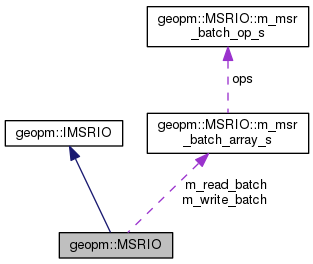 geopm::MSRIO::m_msr
_batch_op_s
ops
geopm::IMSRIO
geopm::MSRIO::m_msr
_batch_array_s
m_read_batch
m_write_batch
geopm::MSRIO